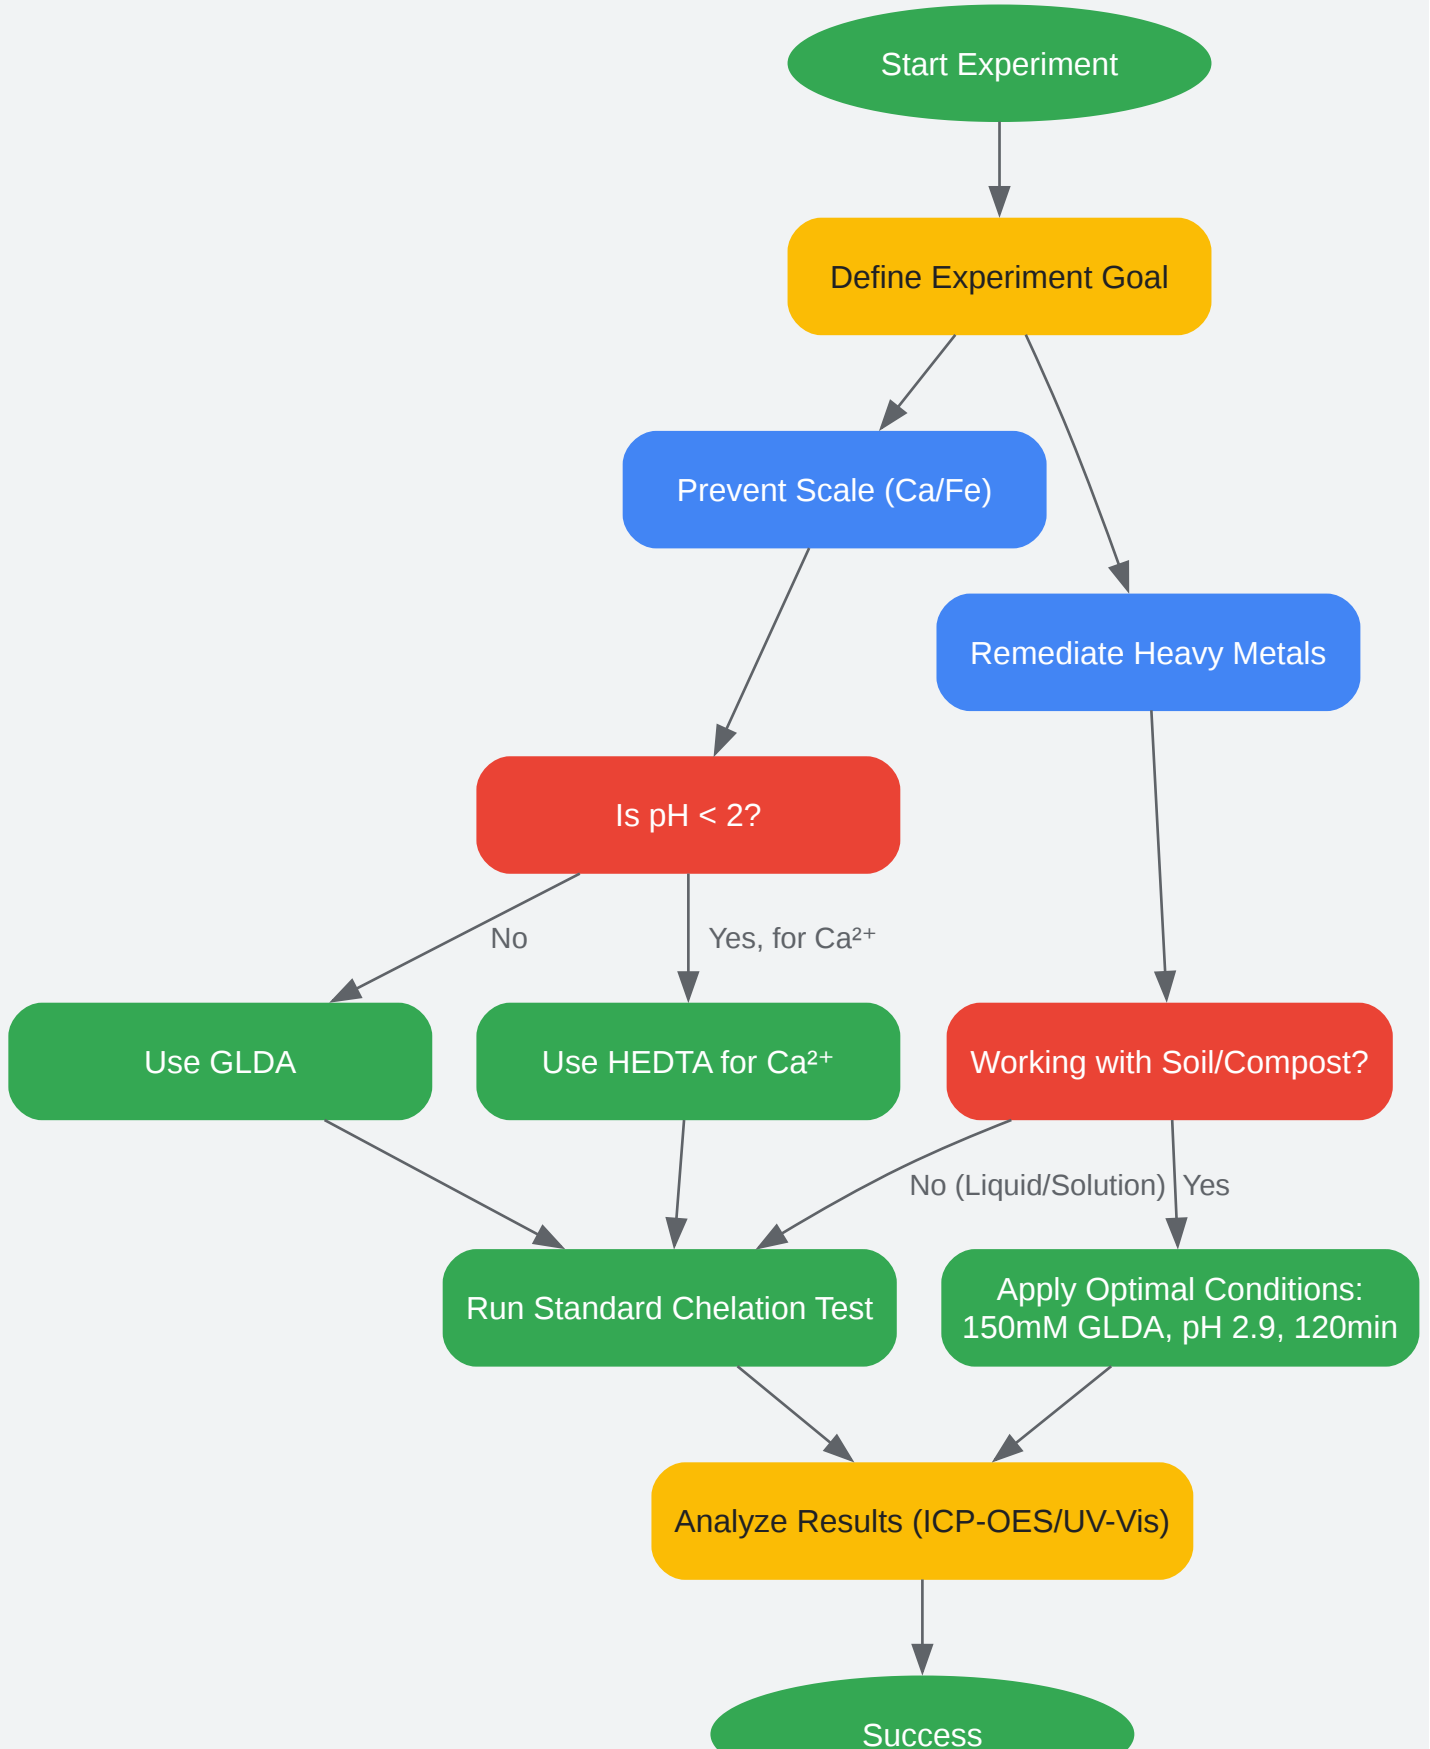 Start Experiment
Define Experiment Goal
Prevent Scale (Ca/Fe)
Remediate Heavy Metals
Is pH < 2?
No
Yes, for Ca²⁺
Use GLDA
Use HEDTA for Ca²⁺
Working with Soil/Compost?
No (Liquid/Solution)
Yes
Run Standard Chelation Test
Apply Optimal Conditions:
150mM GLDA, pH 2.9, 120min
Analyze Results (ICP-OES/UV-Vis)
Success